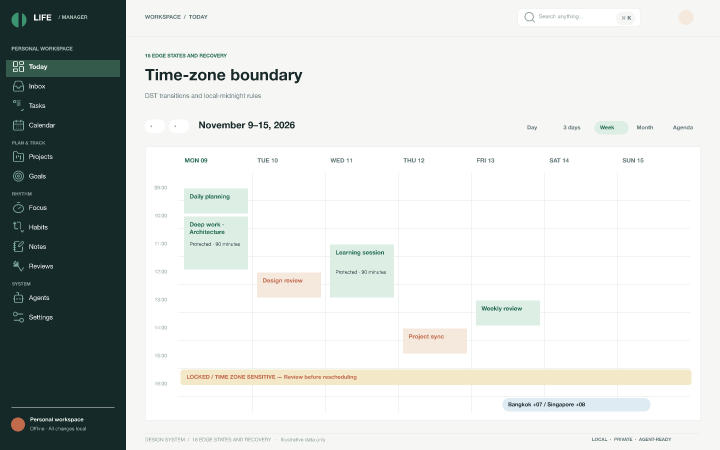 LIFE / MANAGER
WORKSPACE / TODAY
Search anything...
⌘ K
PERSONAL WORKSPACE
Today
Inbox
Tasks
Calendar
PLAN & TRACK
Projects
Goals
RHYTHM
Focus
Habits
Notes
Reviews
SYSTEM
Agents
Settings
Personal workspace
Offline · All changes local
16 EDGE STATES AND RECOVERY
Time-zone boundary
DST transitions and local-midnight rules
November 9–15, 2026
Day
3 days
Week
Month
Agenda
MON 09
TUE 10
WED 11
THU 12
FRI 13
SAT 14
SUN 15
09:00
10:00
11:00
12:00
13:00
14:00
15:00
16:00
Daily planning
Deep work ·
Architecture
Protected · 90 minutes
Design review
Learning session
Protected · 90 minutes
Project sync
Weekly review
LOCKED / TIME ZONE SENSITIVE — Review before rescheduling
Bangkok +07 / Singapore +08
DESIGN SYSTEM / 16 EDGE STATES AND RECOVERY · Illustrative data only
LOCAL · PRIVATE · AGENT-READY